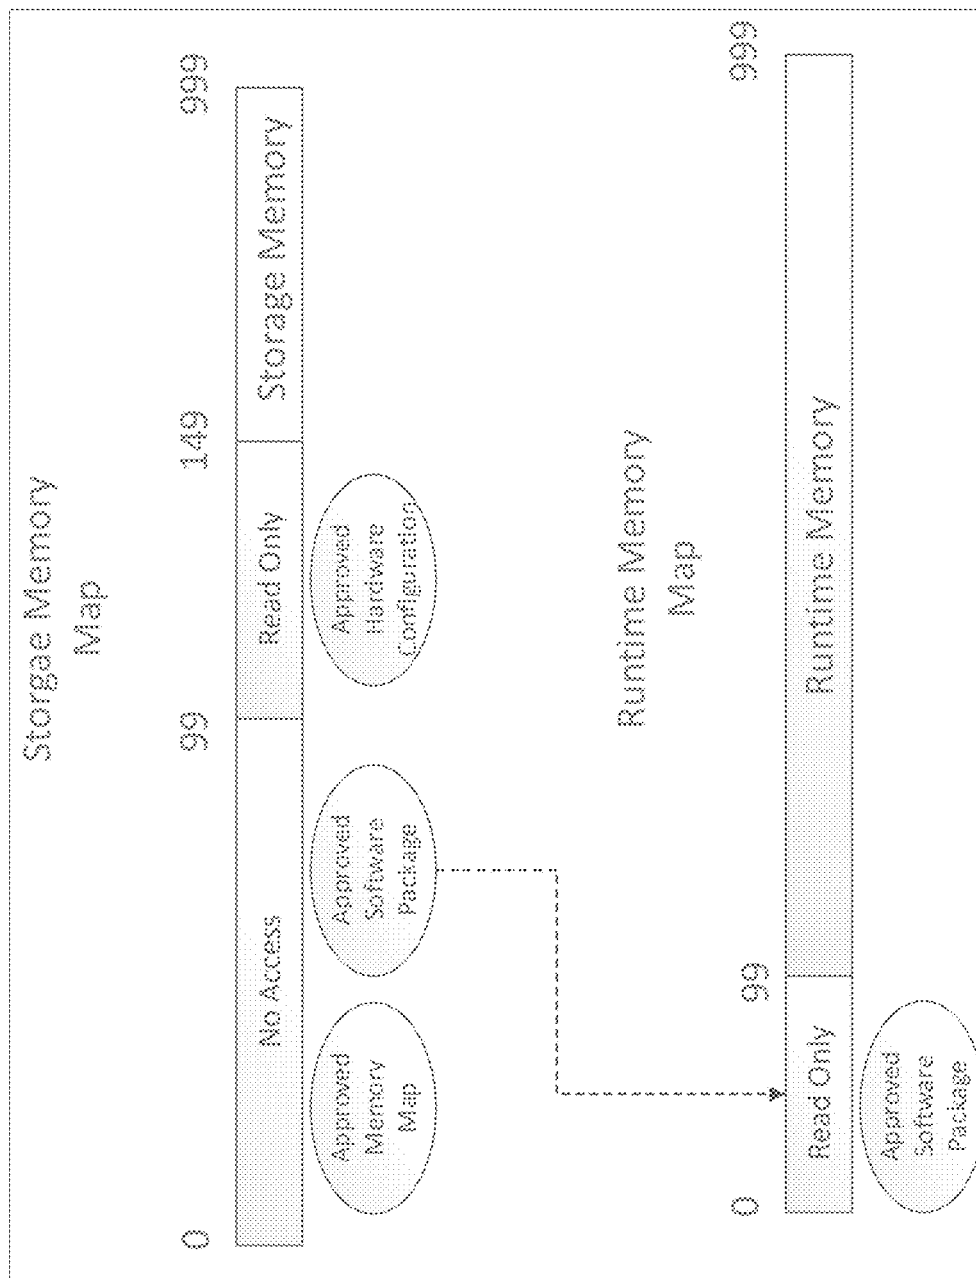 Storgae Memory
Map
0
99
149
999
No Access
Read Only
Storage Memory
Approved
Memory
Map
Approved
Software
Package
Approved
Hardware
Configuration
Runtime Memory
Map
0
99
999
Read Only
Runtime Memory
Approved
Software
Package